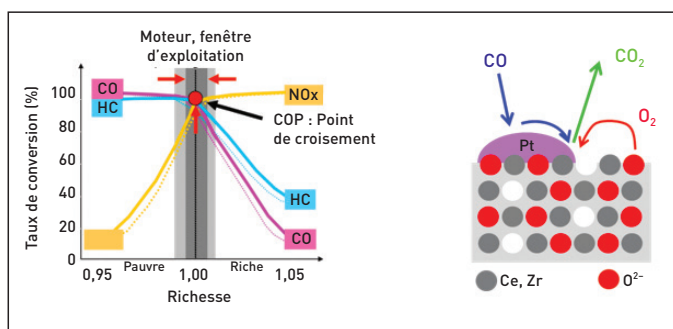 Moteur, fenêtre
d'exploitation
Taux de conversion (%)
100
80
60
40
20
0
CO
HC
NOx
COP : Point
de croisement
HC
CO
0,95
Pauvre
1,00
Riche
1,05
Richesse
CO
CO2
O2
Pt
Ce, Zr
O2-